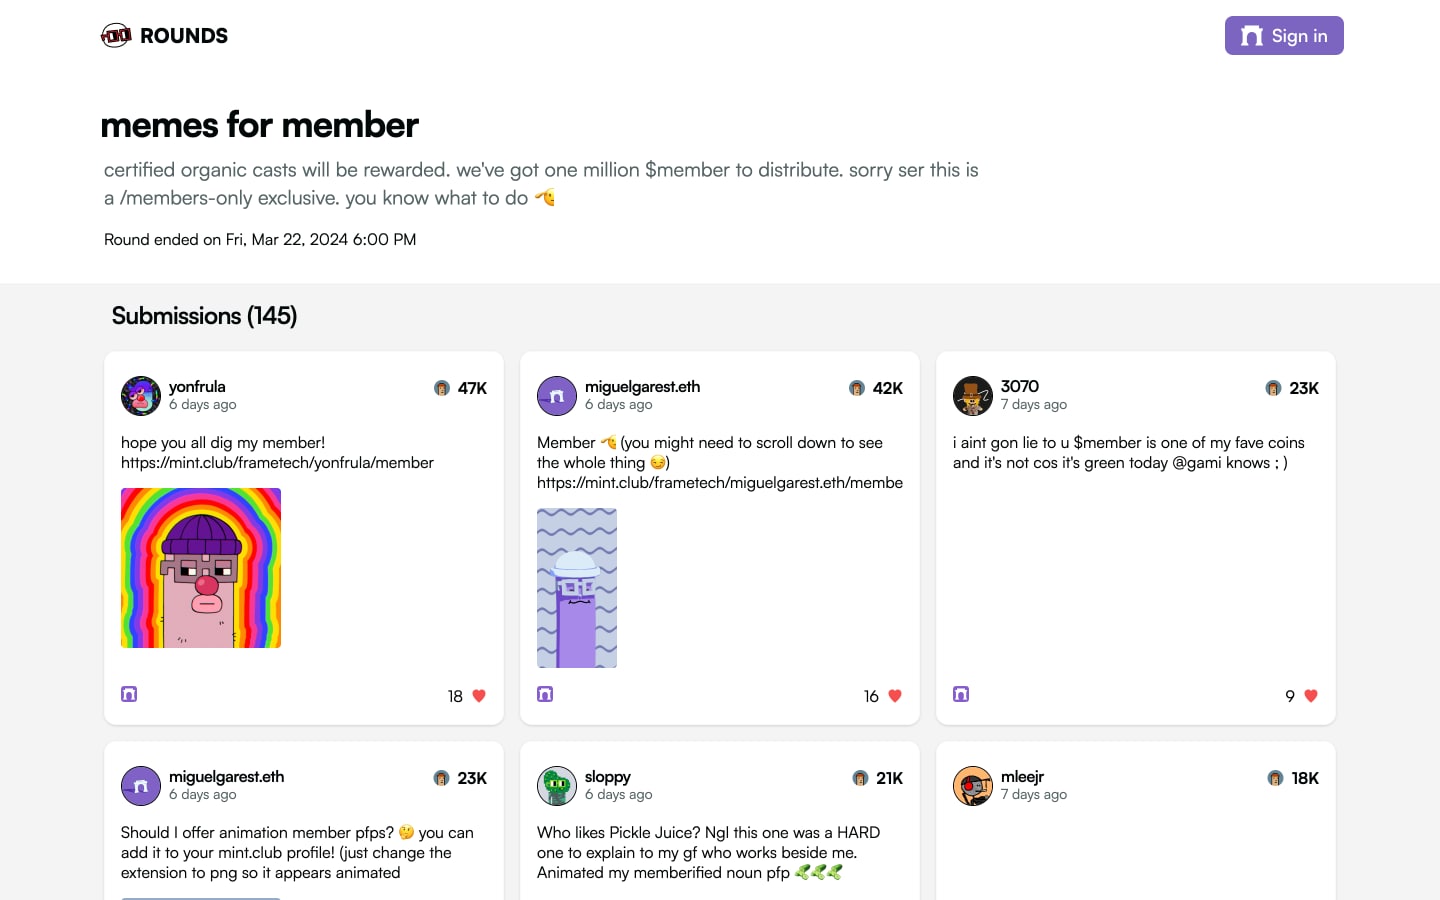 ROUNDS
Sign in
memes for member
certified organic casts will be rewarded. we've got one million $member to distribute. sorry ser this is
a /members-only exclusive. you know what to do 🫡
Round ended on Fri, Mar 22, 2024 6:00 PM
Submissions (145)
yonfrula
6 days ago
47K
hope you all dig my member!
https://mint.club/frametech/yonfrula/member
18
miguelgarest.eth
6 days ago
42K
Member 🫡 (you might need to scroll down to see
the whole thing 😏)
https://mint.club/frametech/miguelgarest.eth/membe
16
3070
7 days ago
23K
i aint gon lie to u $member is one of my fave coins
and it's not cos it's green today @gami knows ; )
9
miguelgarest.eth
6 days ago
23K
Should I offer animation member pfps? 🤔 you can
add it to your mint.club profile! (just change the
extension to png so it appears animated
sloppy
6 days ago
21K
Who likes Pickle Juice? Ngl this one was a HARD
one to explain to my gf who works beside me.
Animated my memberified noun pfp 🥒🥒🥒
mleejr
7 days ago
18K